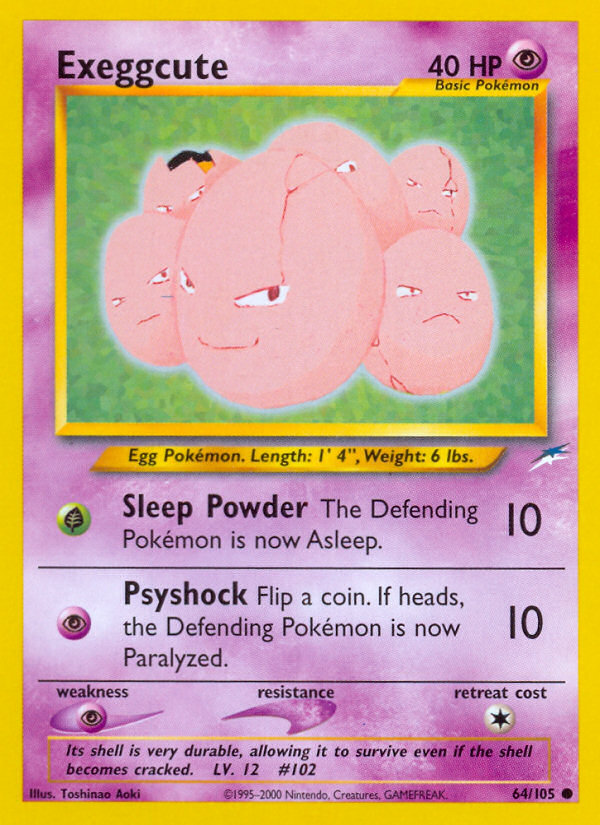 Exeggcute
40 HP
Basic Pokémon
Egg Pokémon. Length: 1' 4", Weight: 6 lbs.
Sleep Powder The Defending
Pokémon is now Asleep.
10
Psyshock Flip a coin. If heads,
the Defending Pokémon is now
Paralyzed.
10
weakness
resistance
retreat cost
Its shell is very durable, allowing it to survive even if the shell
becomes cracked. LV. 12 #102
Illus. Toshinao Aoki
©1995-2000 Nintendo, Creatures, GAMEFREAK.
64/105